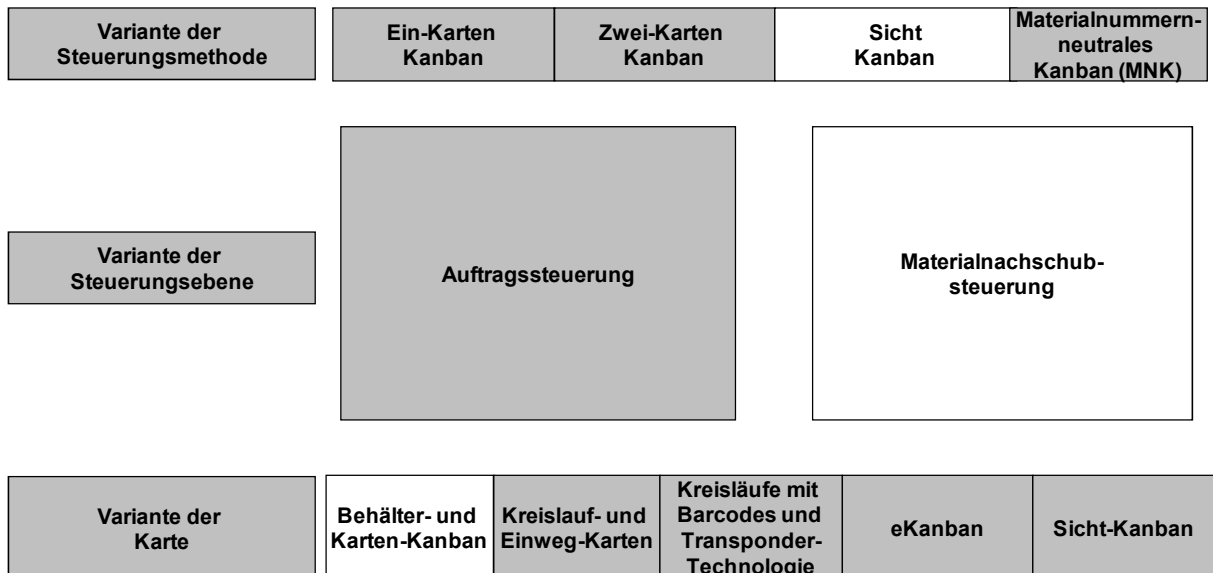 Variante der
Steuerungsmethode
Ein-Karten
Kanban
Zwei-Karten
Kanban
Sicht
Kanban
Materialnummern-
neutrales
Kanban (MNK)
Variante der
Steuerungsebene
Auftragssteuerung
Materialnachschub-
steuerung
Variante der
Karte
Behälter- und
Karten-Kanban
Kreislauf- und
Einweg-Karten
Kreisläufe mit
Barcodes und
Transponder-
Technologie
eKanban
Sicht-Kanban